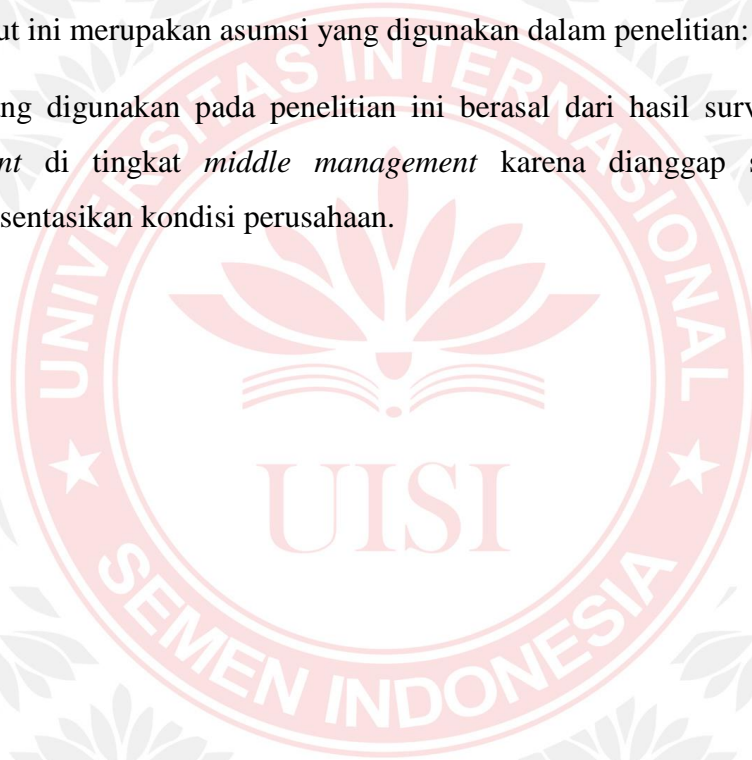 ut ini merupakan asumsi yang digunakan dalam penelitian:
ng digunakan pada penelitian ini berasal dari hasil surv
nt di tingkat middle management karena dianggap s
sentasikan kondisi perusahaan.
UNIVERSITAS INTERNASIONAL
UISI
SEMEN INDONESIA